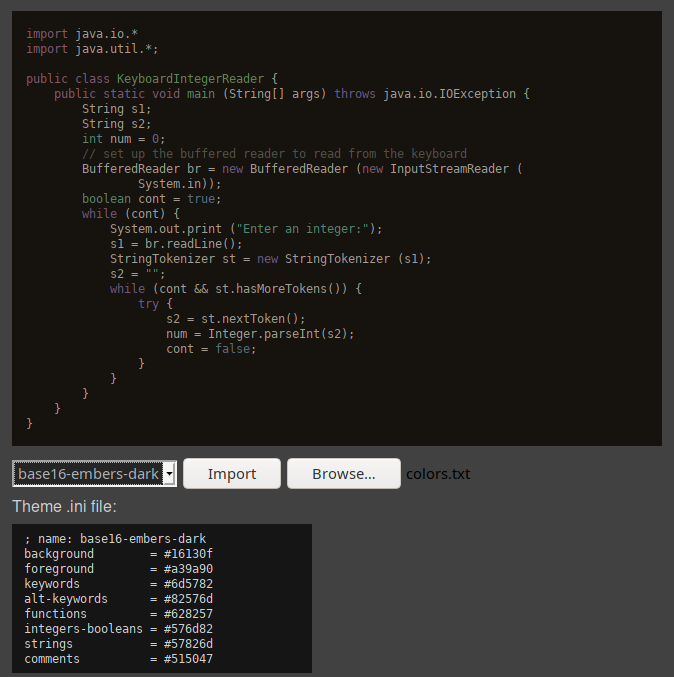 import java.io.*
import java.util.*;
public class KeyboardIntegerReader {
public static void main (String[] args) throws java.io.IOException {
String s1;
String s2;
int num = 0;
// set up the buffered reader to read from the keyboard
BufferedReader br = new BufferedReader (new InputStreamReader (
System.in));
boolean cont = true;
while (cont) {
System.out.print ("Enter an integer:");
s1 = br.readLine();
StringTokenizer st = new StringTokenizer (s1);
s2 = "";
while (cont && st.hasMoreTokens()) {
try {
s2 = st.nextToken();
num = Integer.parseInt(s2);
cont = false;
}
}
}
}
}
base16-embers-dark Import Browse... colors.txt
Theme .ini file:
; name: base16-embers-dark
background = #16130f
foreground = #a39a90
keywords = #6d5782
alt-keywords = #82576d
functions = #628257
integers-booleans = #576d82
strings = #57826d
comments = #515047